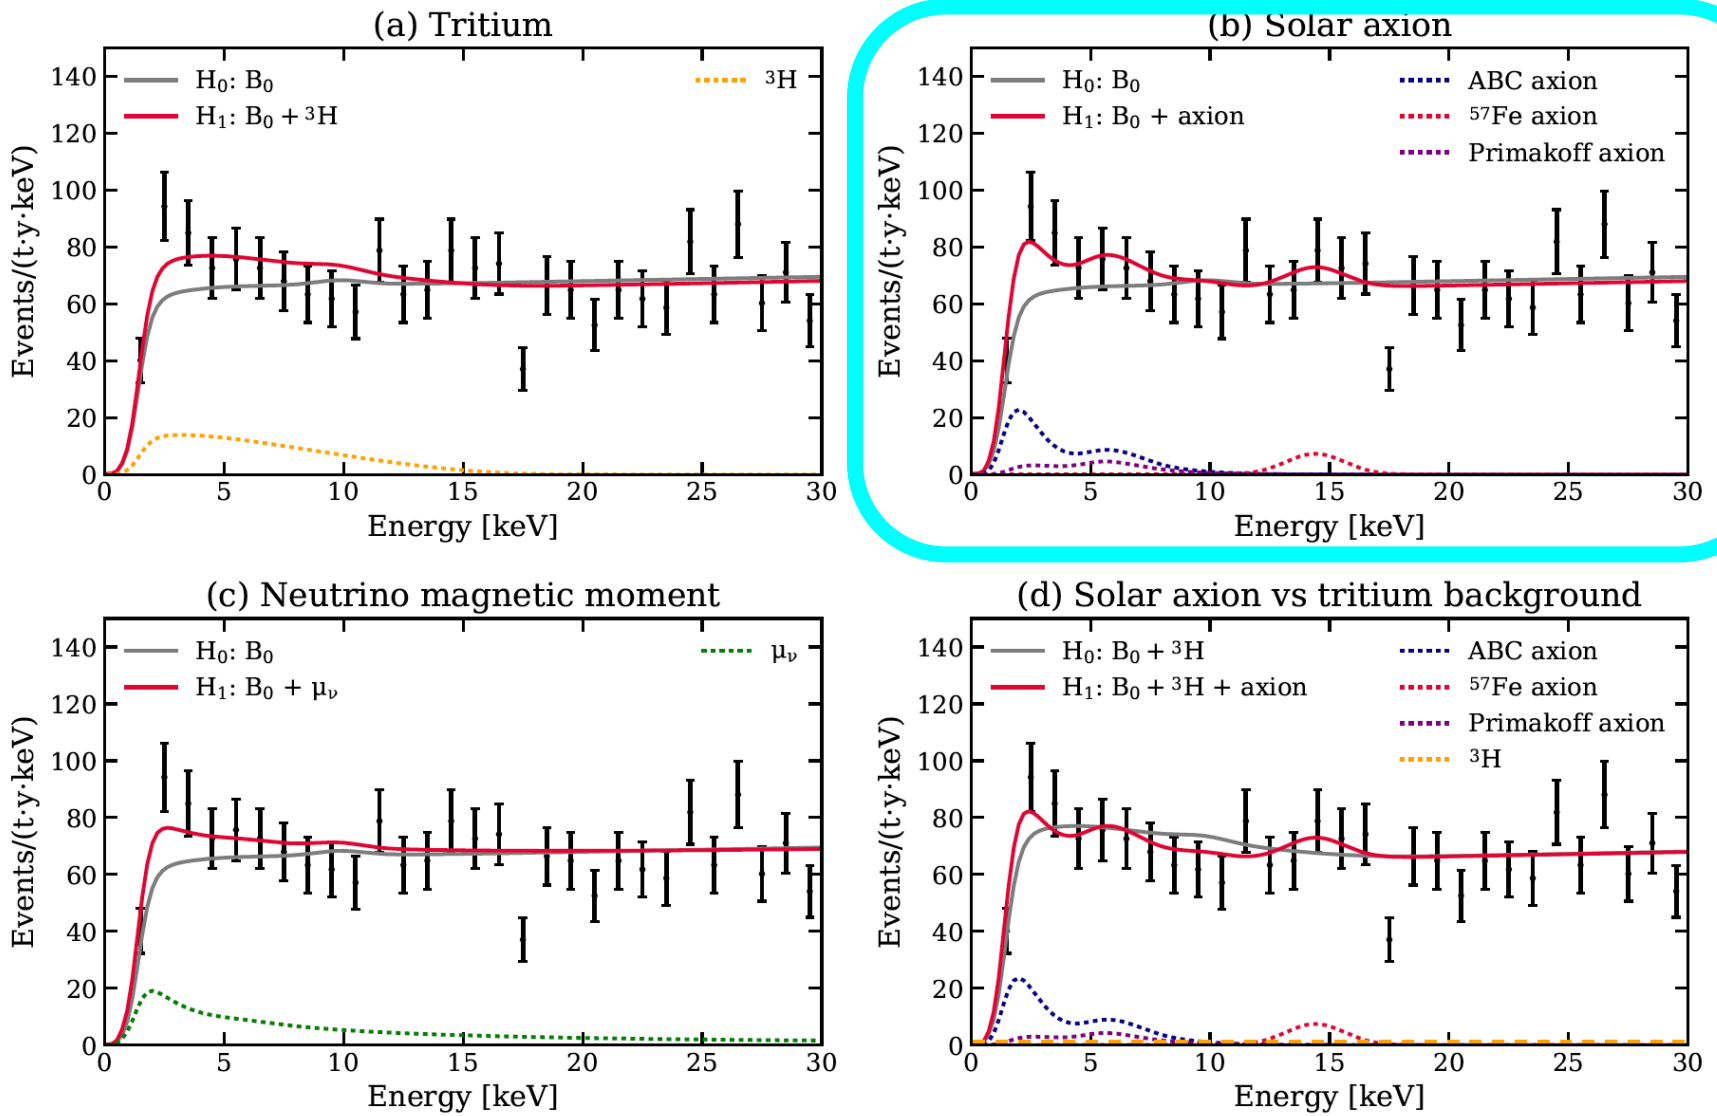 (a) Tritium
140
120
100
80
60
40
20
0
H₀: B₀
H₁: B₀ + ³H
³H
0 5 10 15 20 25 30
Energy [keV]
Events/(t·y·keV)
(b) Solar axion
140
120
100
80
60
40
20
0
H₀: B₀
H₁: B₀ + axion
ABC axion
⁵⁷Fe axion
Primakoff axion
0 5 10 15 20 25 30
Energy [keV]
Events/(t·y·keV)
(c) Neutrino magnetic moment
140
120
100
80
60
40
20
0
H₀: B₀
H₁: B₀ + μᵥ
μᵥ
0 5 10 15 20 25 30
Energy [keV]
Events/(t·y·keV)
(d) Solar axion vs tritium background
140
120
100
80
60
40
20
0
H₀: B₀ + ³H
H₁: B₀ + ³H + axion
ABC axion
⁵⁷Fe axion
Primakoff axion
³H
0 5 10 15 20 25 30
Energy [keV]
Events/(t·y·keV)